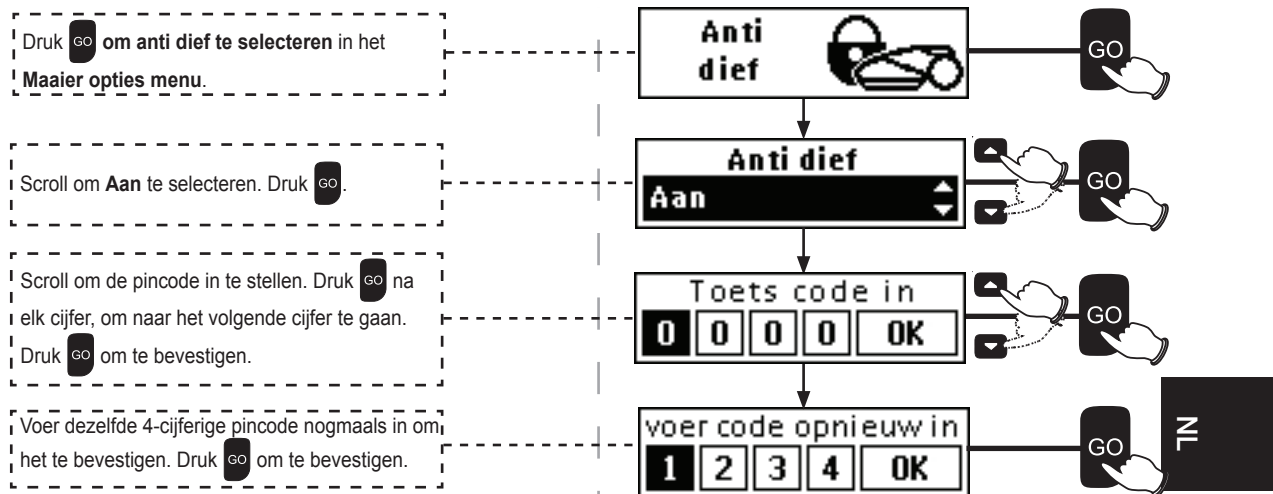 Druk GO om anti dief te selecteren in het
Maaier opties menu.
Anti
dief
GO
Scroll om Aan te selecteren. Druk GO.
Anti dief
Aan
GO
Scroll om de pincode in te stellen. Druk GO na
elk cijfer, om naar het volgende cijfer te gaan.
Druk GO om te bevestigen.
Toets code in
0 0 0 0 OK
GO
Voer dezelfde 4-cijferige pincode nogmaals in om
het te bevestigen. Druk GO om te bevestigen.
voer code opnieuw in
1 2 3 4 OK
GO
NL